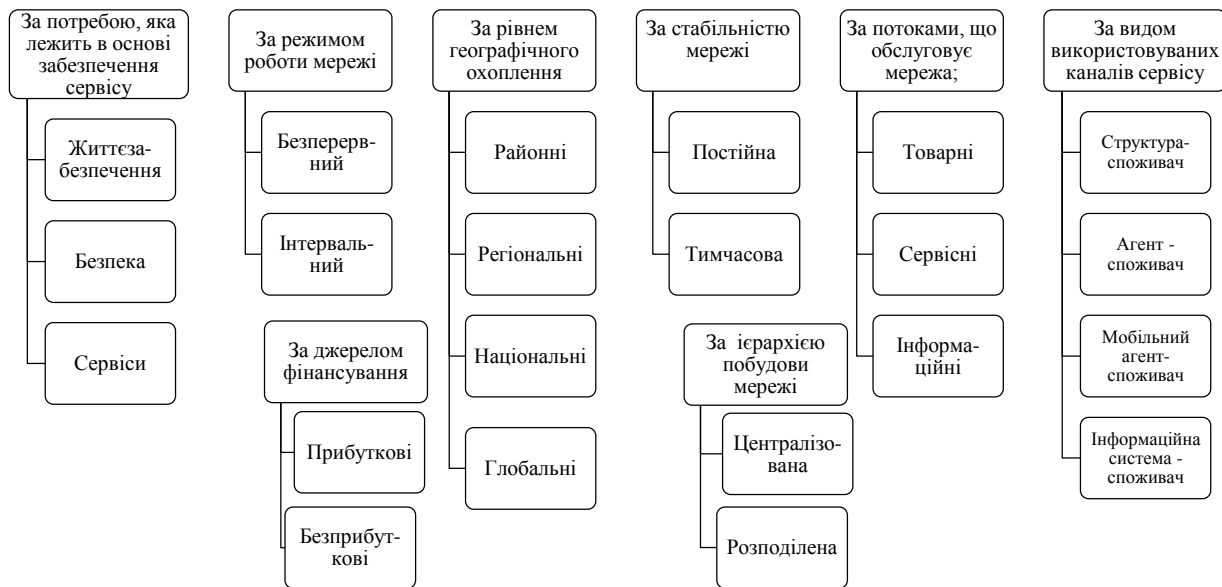 За потребою, яка
лежить в основі
забезпечення
сервісу
Життєза-
безпечення
Безпека
Сервіси
За режимом
роботи мережі
Безперерв-
ний
Інтерваль-
ний
За джерелом
фінансування
Прибуткові
Безприбут-
кові
За рівнем
географічного
охоплення
Районні
Регіональні
Національні
Глобальні
За стабільністю
мережі
Постійна
Тимчасова
За ієрархією
побудови
мережі
Централізо-
вана
Розподілена
За потоками, що
обслуговує
мережа;
Товарні
Сервісні
Інформа-
ційні
За видом
використовуваних
каналів сервісу
Структура-
споживач
Агент -
споживач
Мобільний
агент-
споживач
Інформаційна
система -
споживач